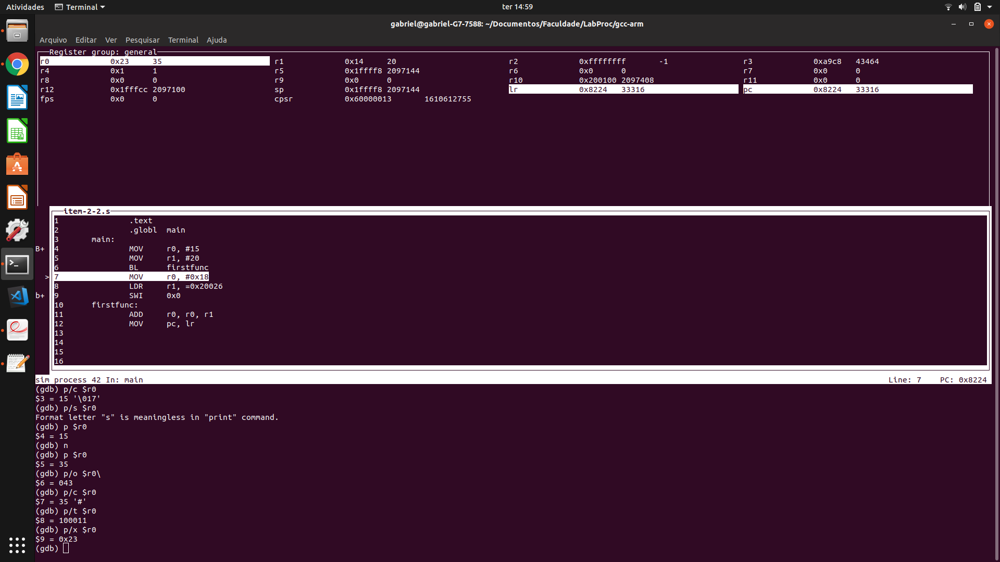 Atividades Terminal ter 14:59
gabriel@gabriel-G7-7588: ~/Documentos/Faculdade/LabProc/gcc-arm
Arquivo Editar Ver Pesquisar Terminal Ajuda
Register group: general
r0 0x23 35 r1 0x14 20 r2 0xffffffff -1 r3 0xa9c8 43464
r4 0x1 1 r5 0x1ffff8 2097144 r6 0x0 0 r7 0x0 0
r8 0x0 0 r9 0x0 0 r10 0x200100 2097408 r11 0x0 0
r12 0x1fffcc 2097100 sp 0x1ffff8 2097144 lr 0x8224 33316 pc 0x8224 33316
fps 0x0 0 cpsr 0x60000013 1610612755
item-2-2.s
1 .text
2 .globl main
3 main:
B+ 4 MOV r0, #15
5 MOV r1, #20
6 BL firstfunc
> 7 MOV r0, #0x18
8 LDR r1, =0x20026
b+ 9 SWI 0x0
10 firstfunc:
11 ADD r0, r0, r1
12 MOV pc, lr
13
14
15
16
sim process 42 In: main Line: 7 PC: 0x8224
(gdb) p/c $r0
$3 = 15 '\017'
(gdb) p/s $r0
Format letter "s" is meaningless in "print" command.
(gdb) p $r0
$4 = 15
(gdb) n
(gdb) p $r0
$5 = 35
(gdb) p/o $r0\
$6 = 043
(gdb) p/c $r0
$7 = 35 '#'
(gdb) p/t $r0
$8 = 100011
(gdb) p/x $r0
$9 = 0x23
(gdb)